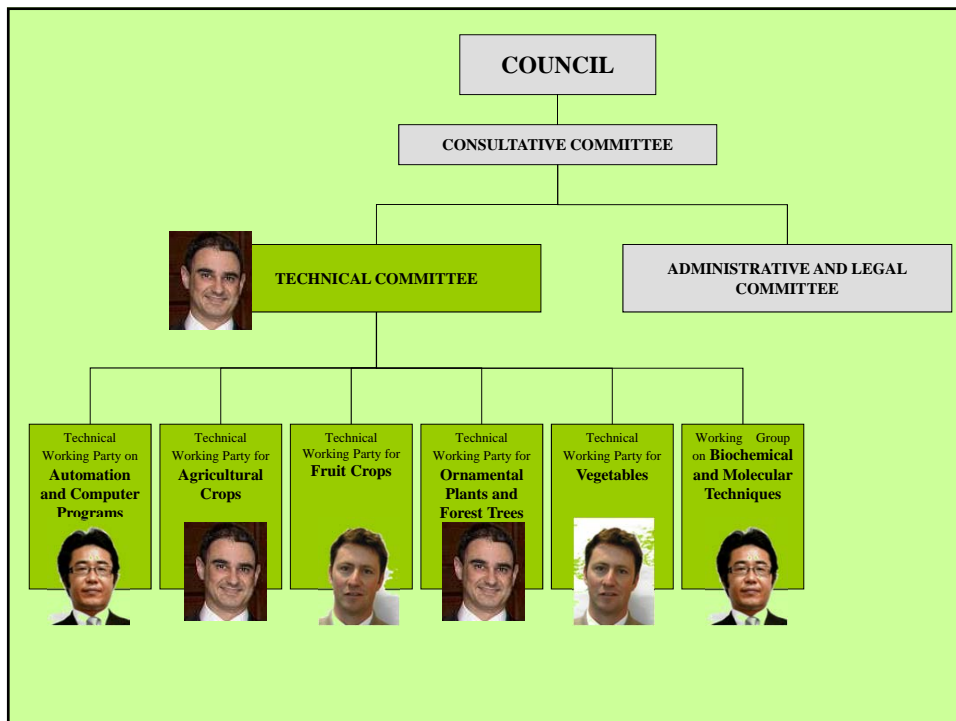 COUNCIL
CONSULTATIVE COMMITTEE
TECHNICAL COMMITTEE
ADMINISTRATIVE AND LEGAL
COMMITTEE
Technical
Working Party on
Automation
and Computer
Programs
Technical
Working Party for
Agricultural
Crops
Technical
Working Party for
Fruit Crops
Technical
Working Party for
Ornamental
Plants and
Forest Trees
Technical
Working Party for
Vegetables
Working Group
on Biochemical
and Molecular
Techniques